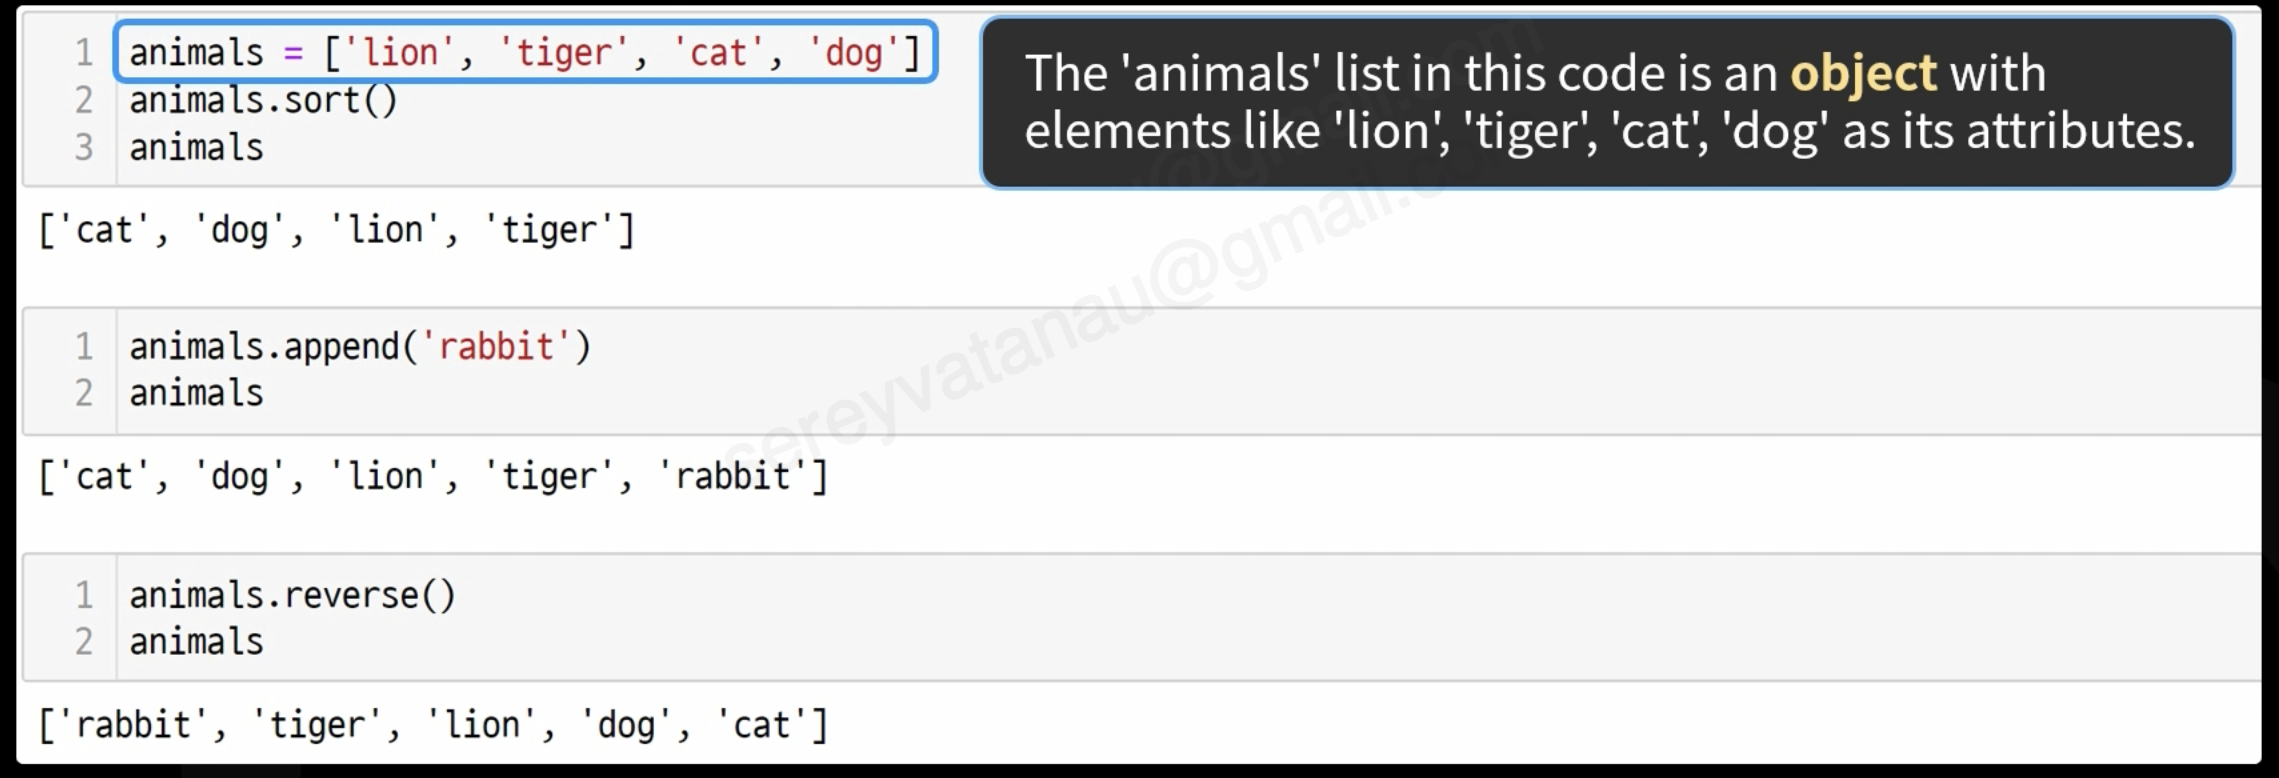 1 animals = ['lion', 'tiger', 'cat', 'dog']
2 animals.sort()
3 animals
The 'animals' list in this code is an object with
elements like 'lion', 'tiger', 'cat', 'dog' as its attributes.
['cat', 'dog', 'lion', 'tiger']
1 animals.append('rabbit')
2 animals
['cat', 'dog', 'lion', 'tiger', 'rabbit']
1 animals.reverse()
2 animals
['rabbit', 'tiger', 'lion', 'dog', 'cat']
sereyvatanau@gmail.com